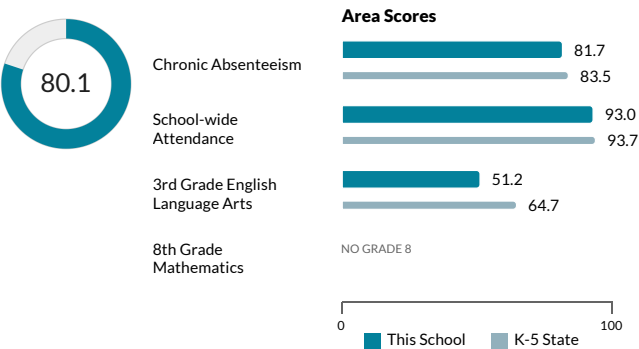 Area Scores
80.1
Chronic Absenteeism
81.7
83.5
School-wide
Attendance
93.0
93.7
3rd Grade English
Language Arts
51.2
64.7
8th Grade
Mathematics
NO GRADE 8
0
100
This School
K-5 State